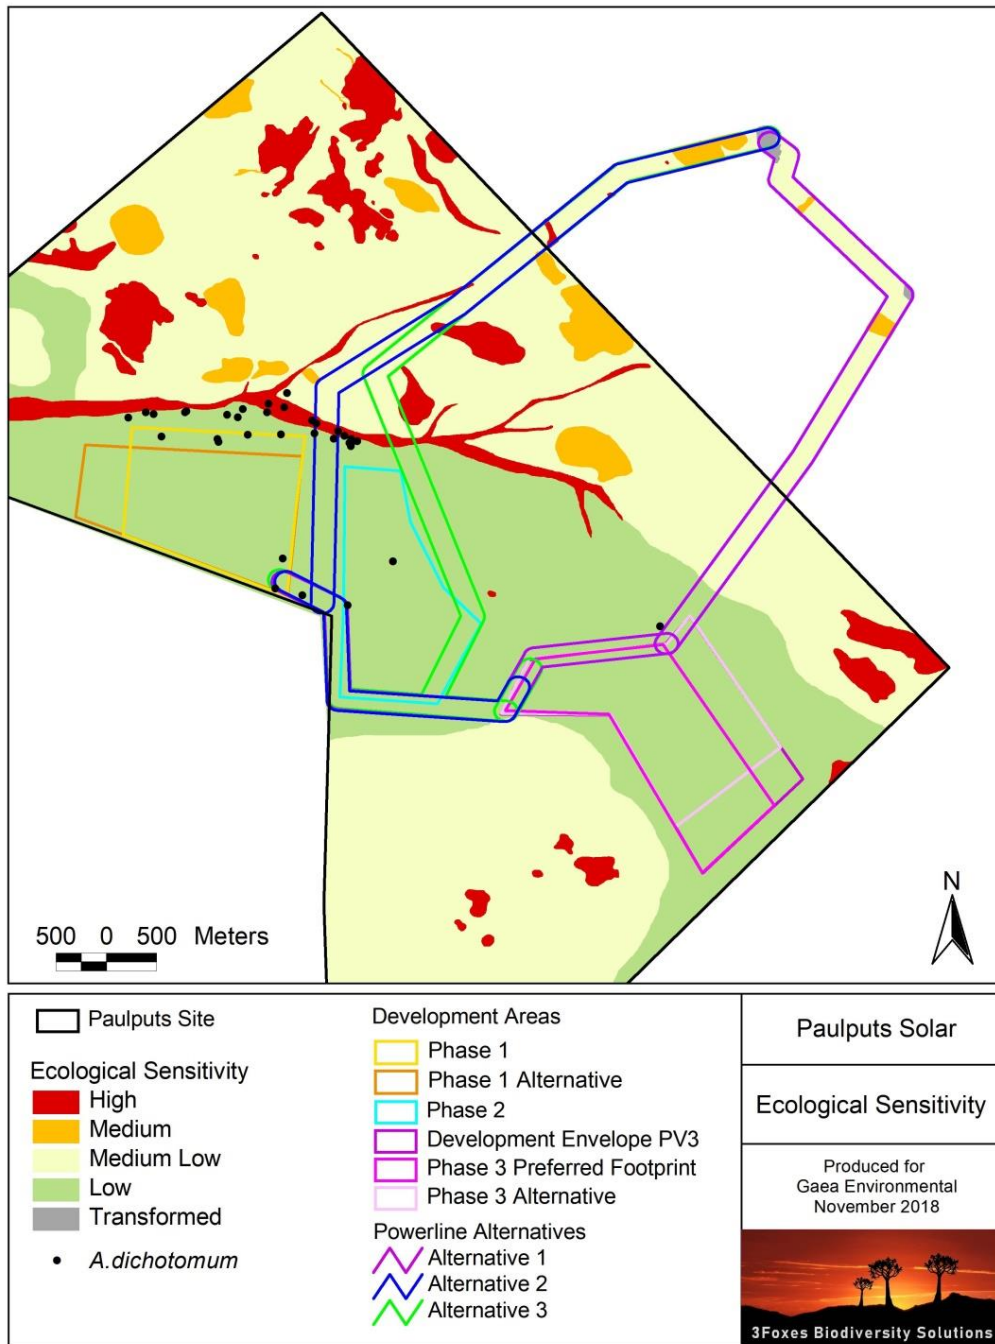 N
500 0 500 Meters
Paulputs Site
Ecological Sensitivity
High
Medium
Medium Low
Low
Transformed
A.dichotomum
Development Areas
Phase 1
Phase 1 Alternative
Phase 2
Development Envelope PV3
Phase 3 Preferred Footprint
Phase 3 Alternative
Powerline Alternatives
Alternative 1
Alternative 2
Alternative 3
Paulputs Solar
Ecological Sensitivity
Produced for
Gaea Environmental
November 2018
3Foxes Biodiversity Solutions